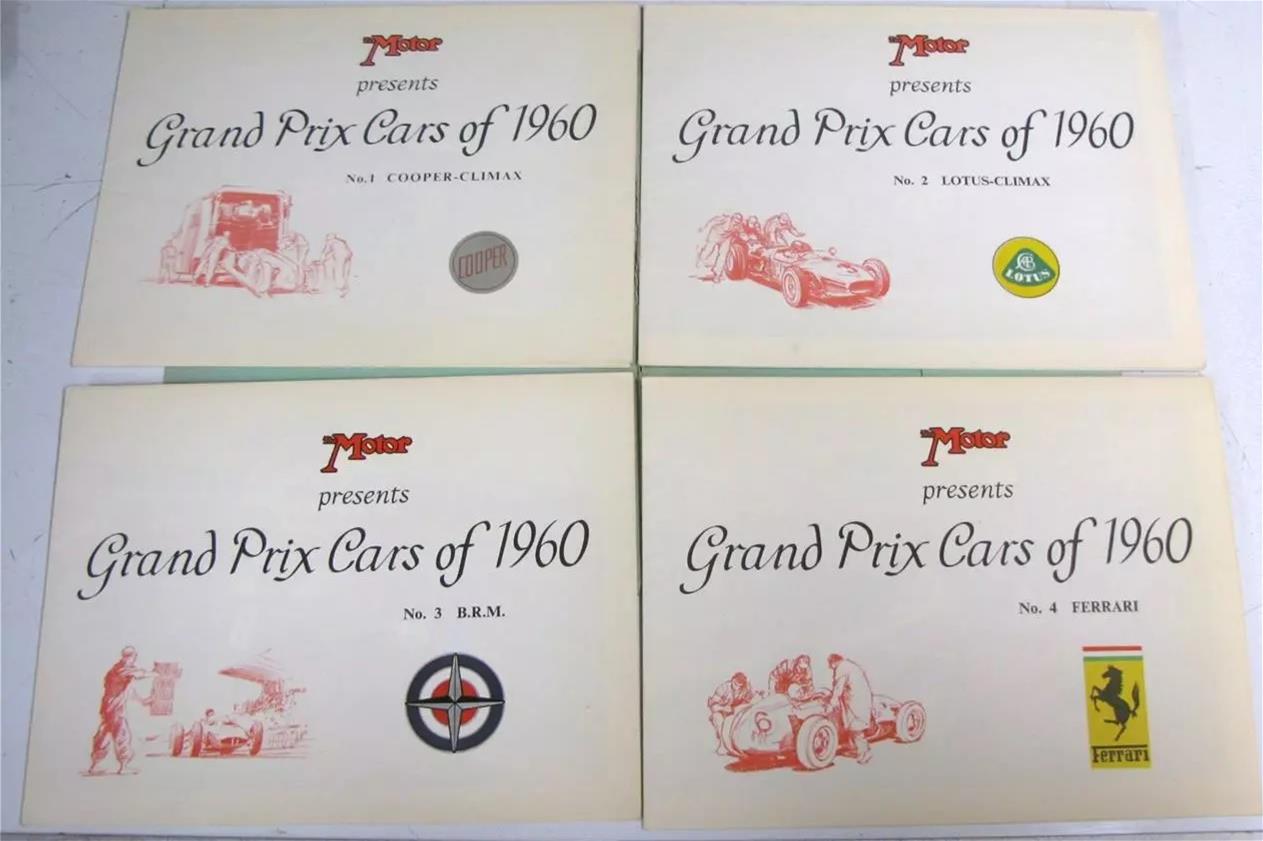 The Motor
presents
Grand Prix Cars of 1960
No. 1 COOPER-CLIMAX
COOPER
The Motor
presents
Grand Prix Cars of 1960
No. 2 LOTUS-CLIMAX
LOTUS
The Motor
presents
Grand Prix Cars of 1960
No. 3 B.R.M.
The Motor
presents
Grand Prix Cars of 1960
No. 4 FERRARI
6
Ferrari